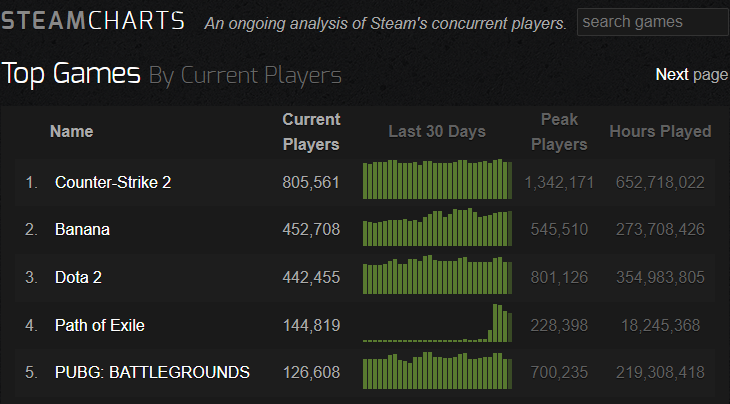 STEAMCHARTS An ongoing analysis of Steam's concurrent players. search games
Top Games By Current Players Next page
Name Current Players Last 30 Days Peak Players Hours Played
1. Counter-Strike 2 805,561 1,342,171 652,718,022
2. Banana 452,708 545,510 273,708,426
3. Dota 2 442,455 801,126 354,983,805
4. Path of Exile 144,819 228,398 18,245,368
5. PUBG: BATTLEGROUNDS 126,608 700,235 219,308,418